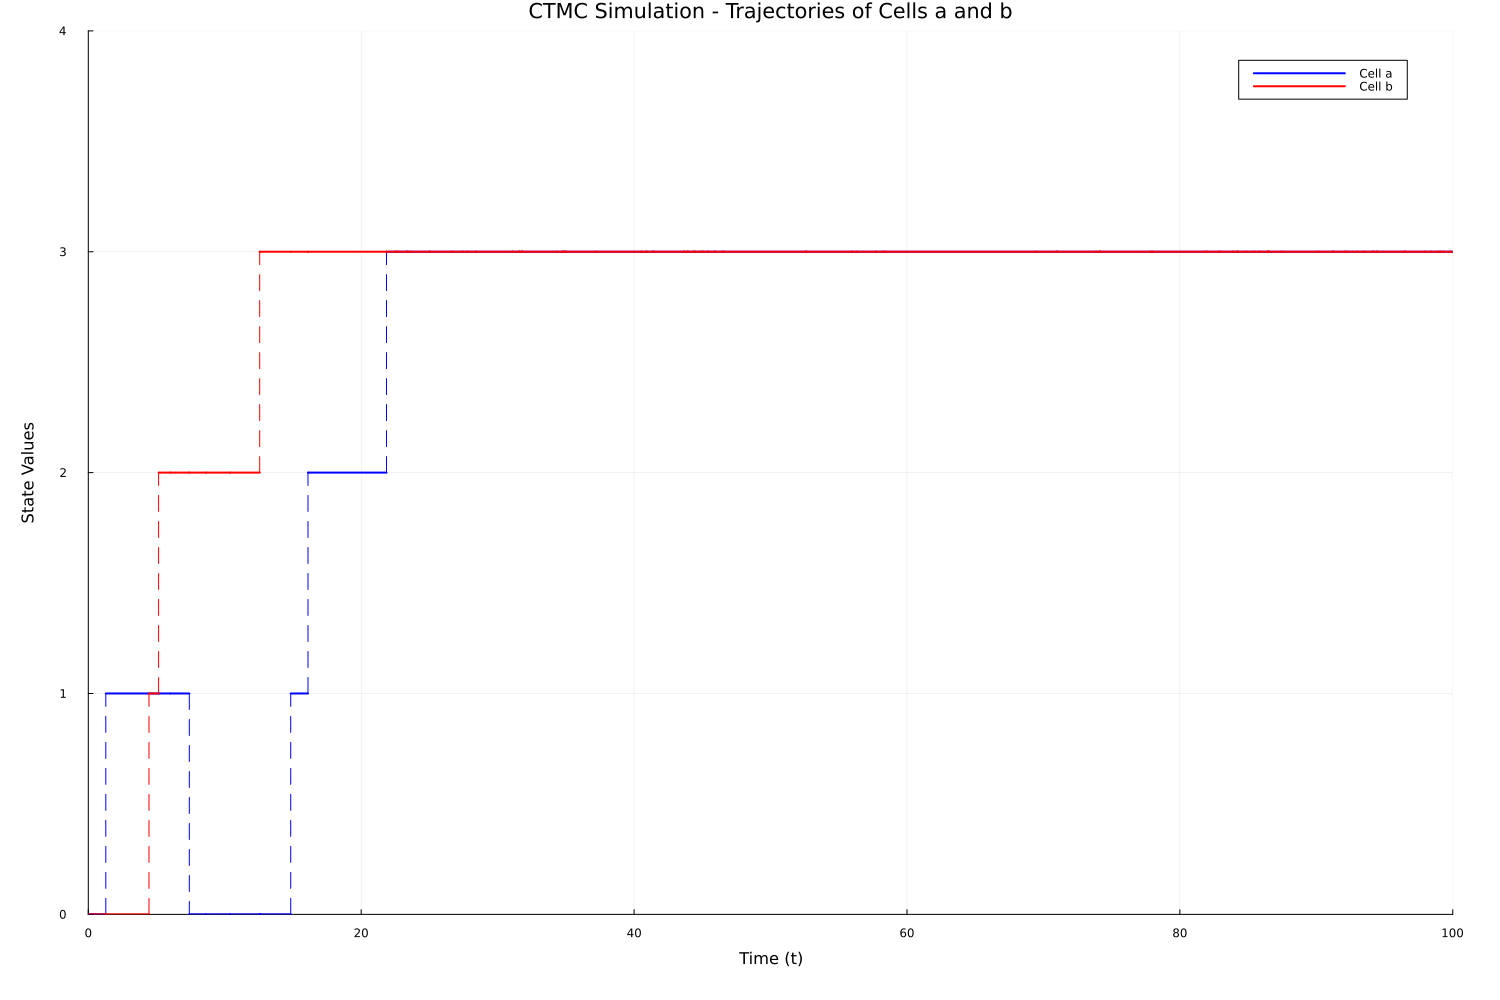 CTMC Simulation - Trajectories of Cells a and b
4
Cell a
Cell b
3
State Values
2
1
0
0 20 40 60 80 100
Time (t)